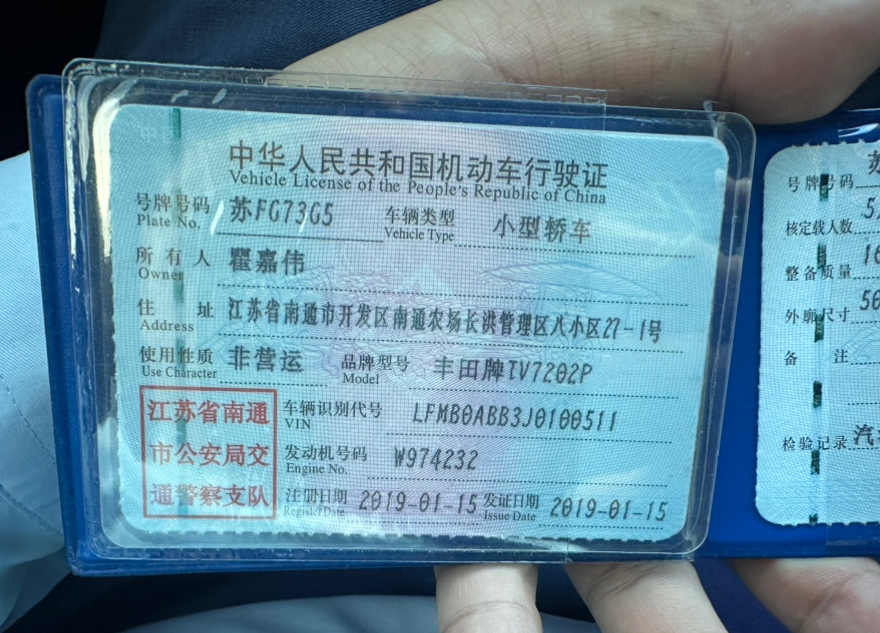 中华人民共和国机动车行驶证
Vehicle License of the People's Republic of China
号牌号码 苏FG73G5 车辆类型 小型轿车
Plate No. Vehicle Type
所有人 瞿嘉伟
Owner
住址 江苏省南通市开发区南通农场长洪管理区八小区27-1号
Address
使用性质 非营运 品牌型号 丰田牌TV7202P
Use Character Model
江苏省南通
市公安局交
通警察支队
车辆识别代号 LFMB0ABB3J0100511
VIN
发动机号码 W974232
Engine No.
注册日期 2019-01-15 发证日期 2019-01-15
Register Date Issue Date
号牌号码
核定载人数
整备质量
外廓尺寸
备注
检验记录